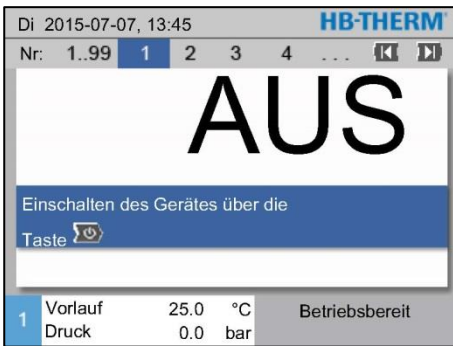 Di 2015-07-07, 13:45 HB-THERM
Nr: 1..99 1 2 3 4 ...
AUS
Einschalten des Gerätes über die
Taste
1 Vorlauf 25.0 °C Betriebsbereit
Druck 0.0 bar